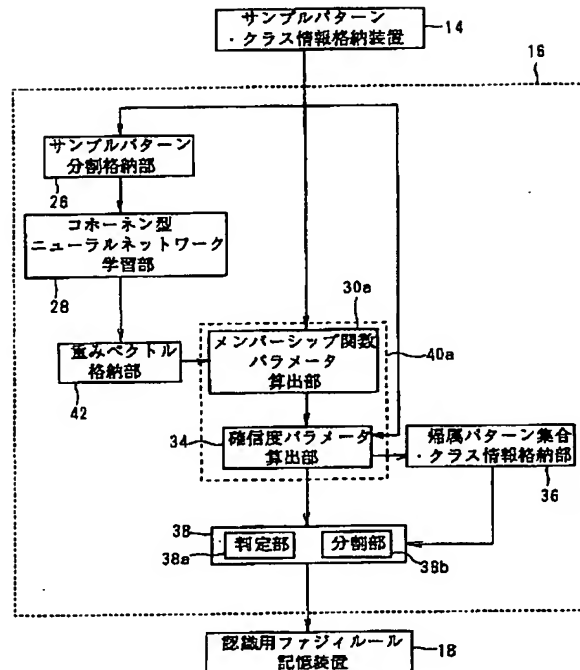 サンプルパターン
・クラス情報格納装置
14
16
サンプルパターン
分割格納部
26
コホーネン型
ニューラルネットワーク
学習部
28
30a
重みベクトル
格納部
42
メンバーシップ関数
パラメータ
算出部
40a
34
確信度パラメータ
算出部
帰属パターン集合
・クラス情報格納部
36
38
38a
判定部
分割部
38b
認識用ファジィルール
記憶装置
18